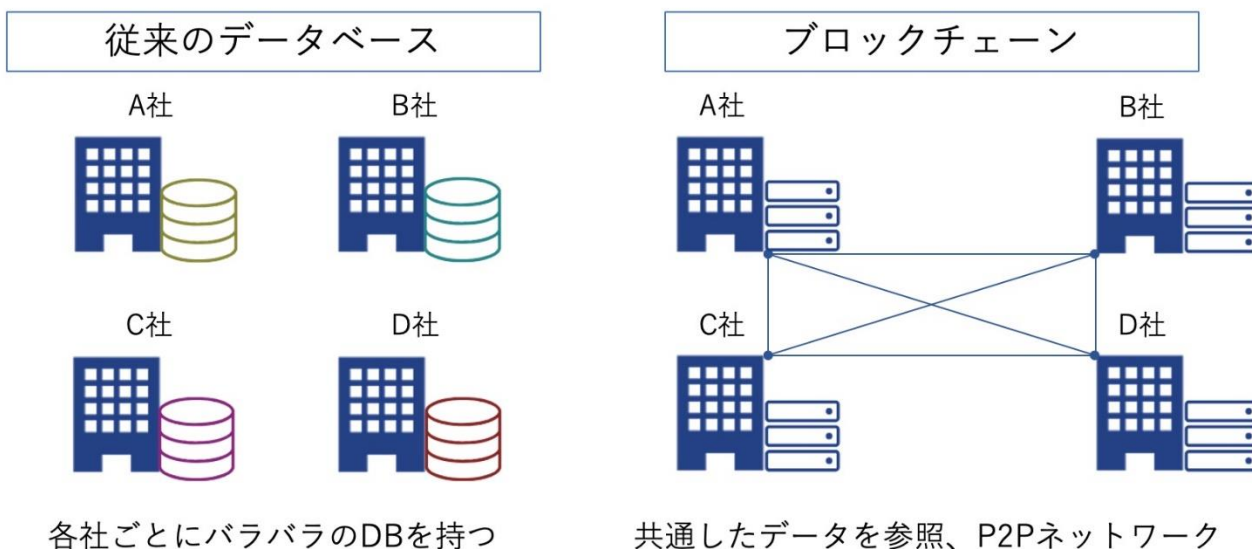 従来のデータベース
A社
B社
C社
D社
各社ごとにバラバラのDBを持つ
ブロックチェーン
A社
B社
C社
D社
共通したデータを参照、P2Pネットワーク